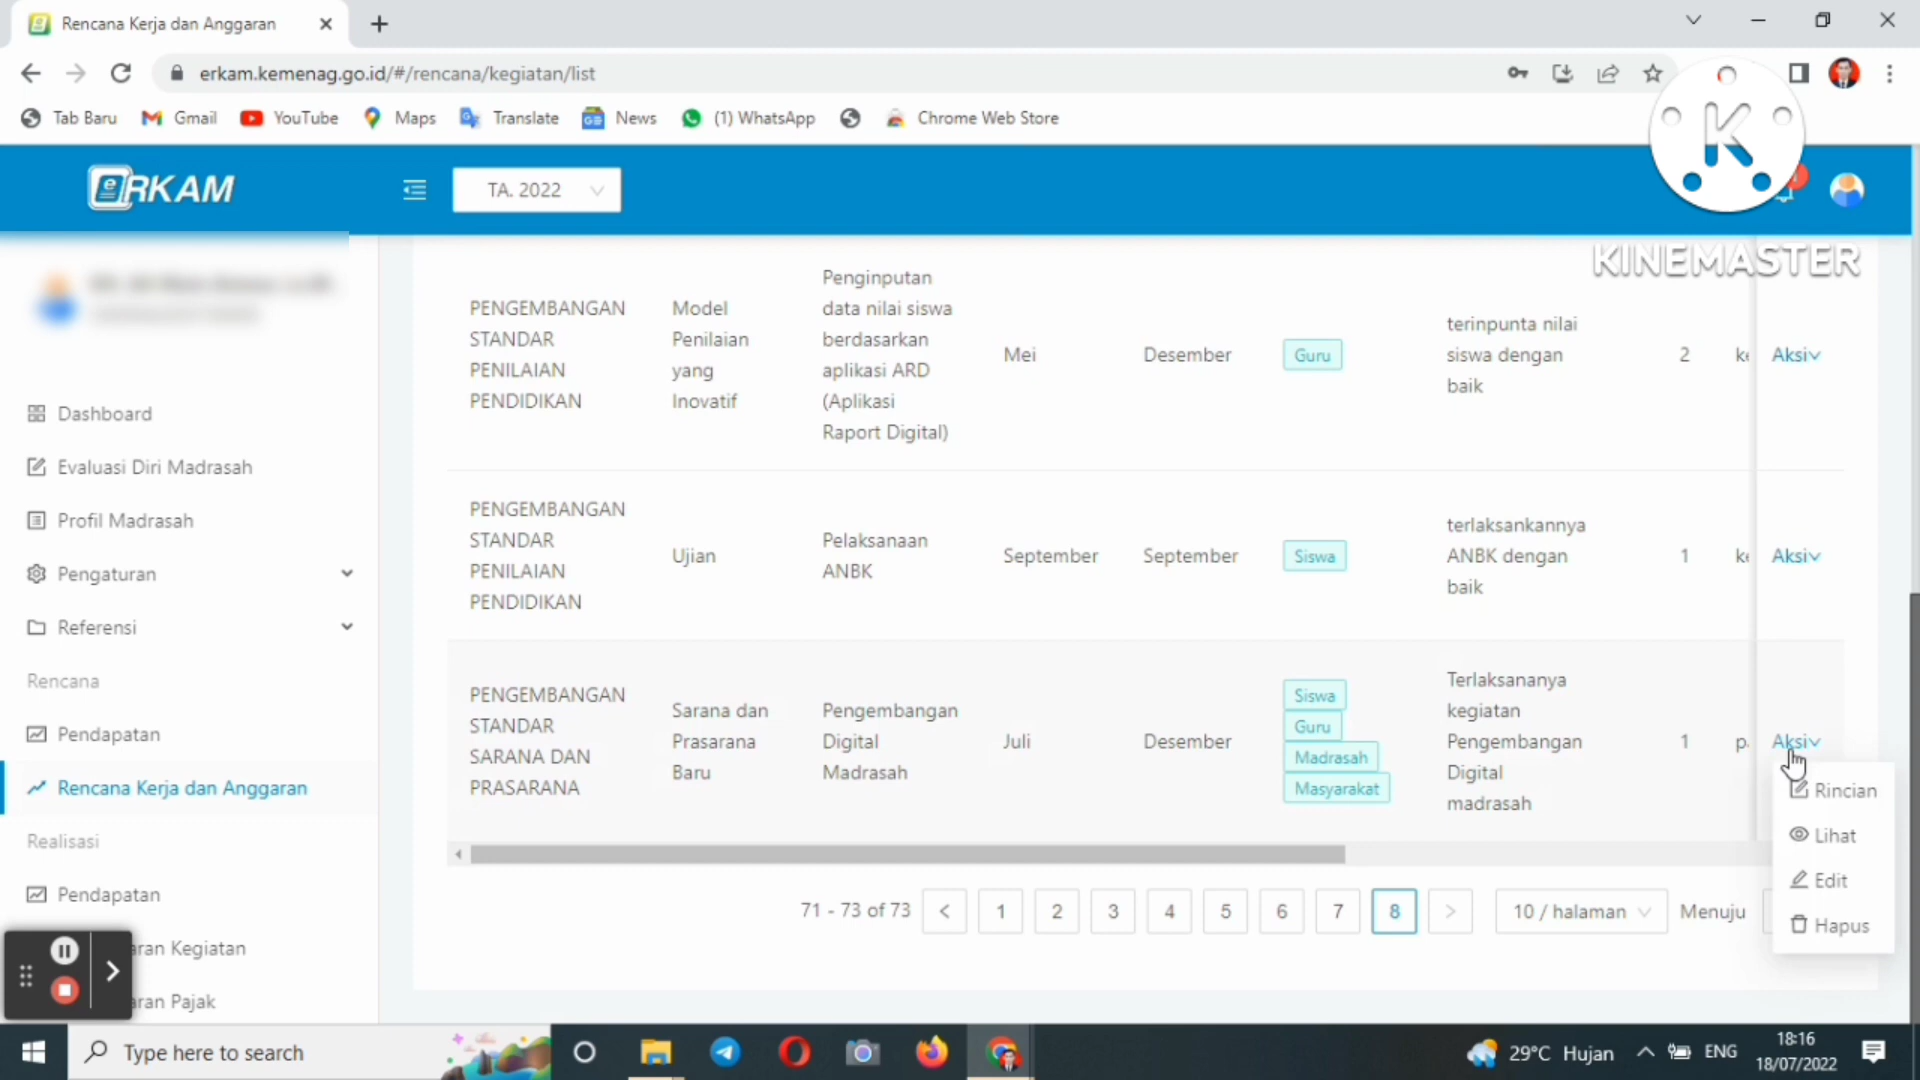 Rencana Kerja dan Anggaran
erkam.kemenag.go.id/#/rencana/kegiatan/list
Tab Baru
Gmail
YouTube
Maps
Translate
News
(1) WhatsApp
Chrome Web Store
eRKAM
TA. 2022
K
KINEMASTER
Dashboard
Evaluasi Diri Madrasah
Profil Madrasah
Pengaturan
Referensi
Rencana
Pendapatan
Rencana Kerja dan Anggaran
Realisasi
Pendapatan
aran Kegiatan
aran Pajak
PENGEMBANGAN
STANDAR
PENILAIAN
PENDIDIKAN
Model
Penilaian
yang
Inovatif
Penginputan
data nilai siswa
berdasarkan
aplikasi ARD
(Aplikasi
Raport Digital)
Mei
Desember
Guru
terinpunta nilai
siswa dengan
baik
2
ke
Aksi
PENGEMBANGAN
STANDAR
PENILAIAN
PENDIDIKAN
Ujian
Pelaksanaan
ANBK
September
September
Siswa
terlaksankannya
ANBK dengan
baik
1
ke
Aksi
PENGEMBANGAN
STANDAR
SARANA DAN
PRASARANA
Sarana dan
Prasarana
Baru
Pengembangan
Digital
Madrasah
Juli
Desember
Siswa
Guru
Madrasah
Masyarakat
Terlaksananya
kegiatan
Pengembangan
Digital
madrasah
1
p
Aksi
Rincian
Lihat
Edit
Hapus
71 - 73 of 73
< 1 2 3 4 5 6 7 8 >
10 / halaman
Menuju
Type here to search
29°C Hujan
ENG
18:16
18/07/2022